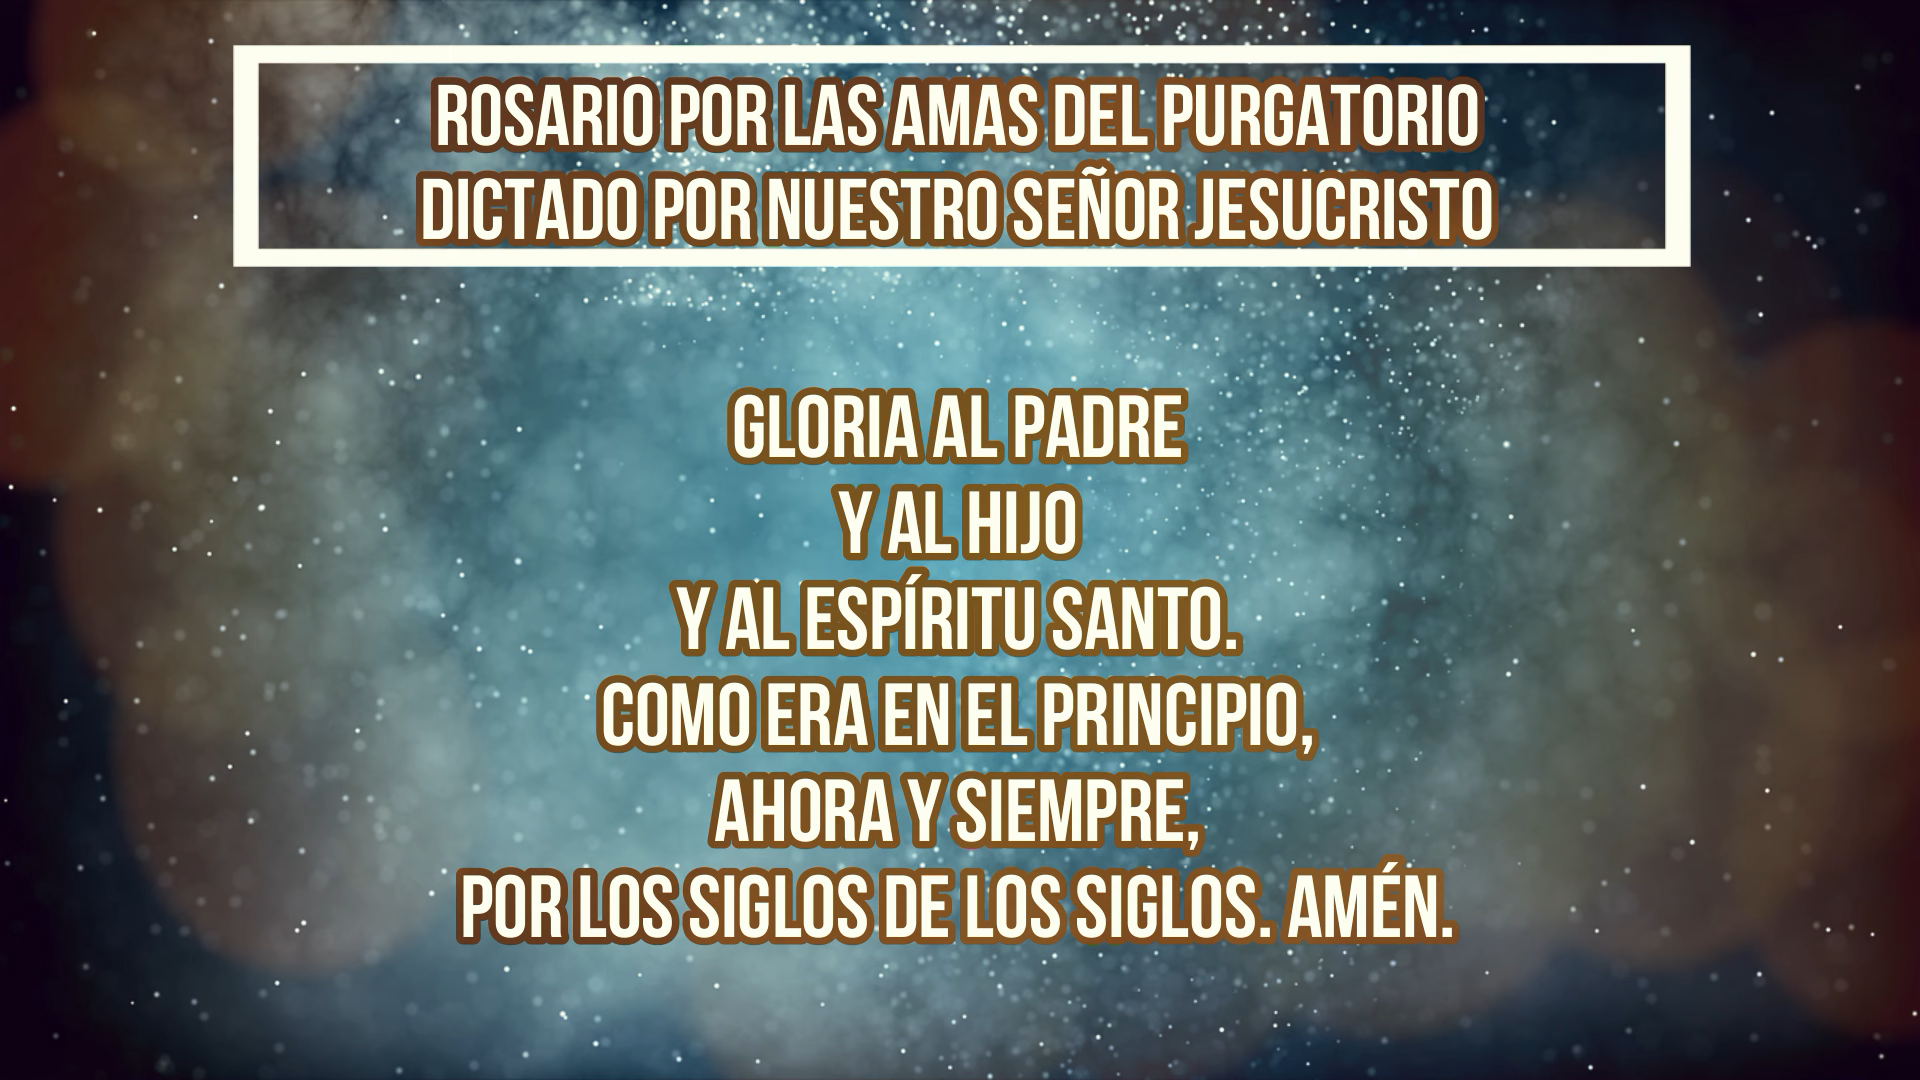 ROSARIO POR LAS AMAS DEL PURGATORIO
DICTADO POR NUESTRO SEÑOR JESUCRISTO
GLORIA AL PADRE
Y AL HIJO
Y AL ESPÍRITU SANTO.
COMO ERA EN EL PRINCIPIO,
AHORA Y SIEMPRE,
POR LOS SIGLOS DE LOS SIGLOS. AMÉN.